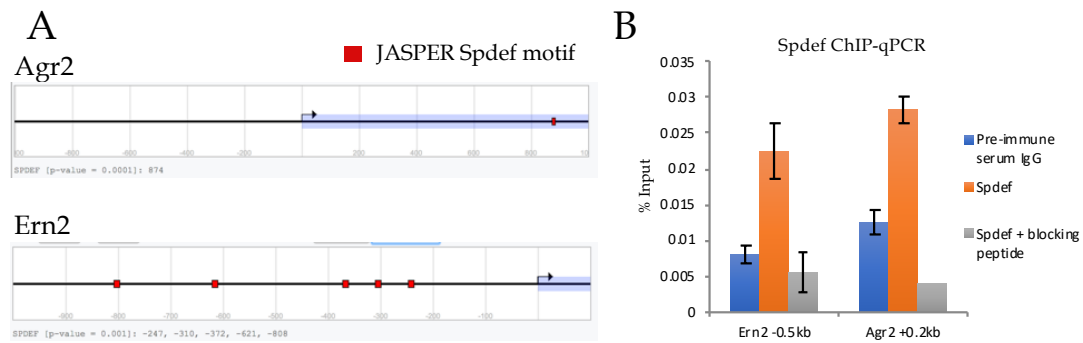 A
Agr2
JASPER Spdef motif
-800 -600 -400 -200 0 200 400 600 800
SPDEF [p-value = 0.0001]: 874
Ern2
-900 -800 -700 -600 -500 -400 -300 -200 -100
SPDEF [p-value = 0.001]: -247, -310, -372, -621, -808
B
Spdef ChIP-qPCR
% Input
0.035
0.03
0.025
0.02
0.015
0.01
0.005
0
Ern2 -0.5kb Agr2 +0.2kb
Pre-immune
serum IgG
Spdef
Spdef + blocking
peptide